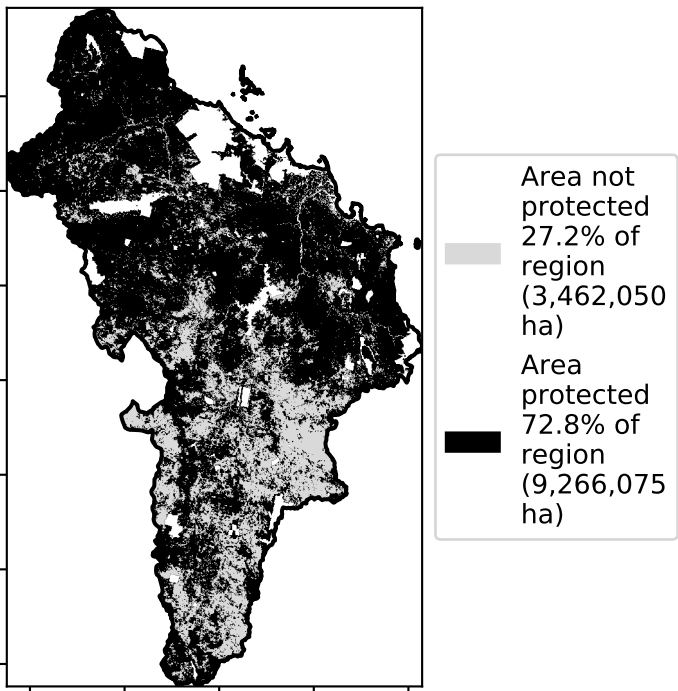 Area not
protected
27.2% of
region
(3,462,050
ha)
Area
protected
72.8% of
region
(9,266,075
ha)